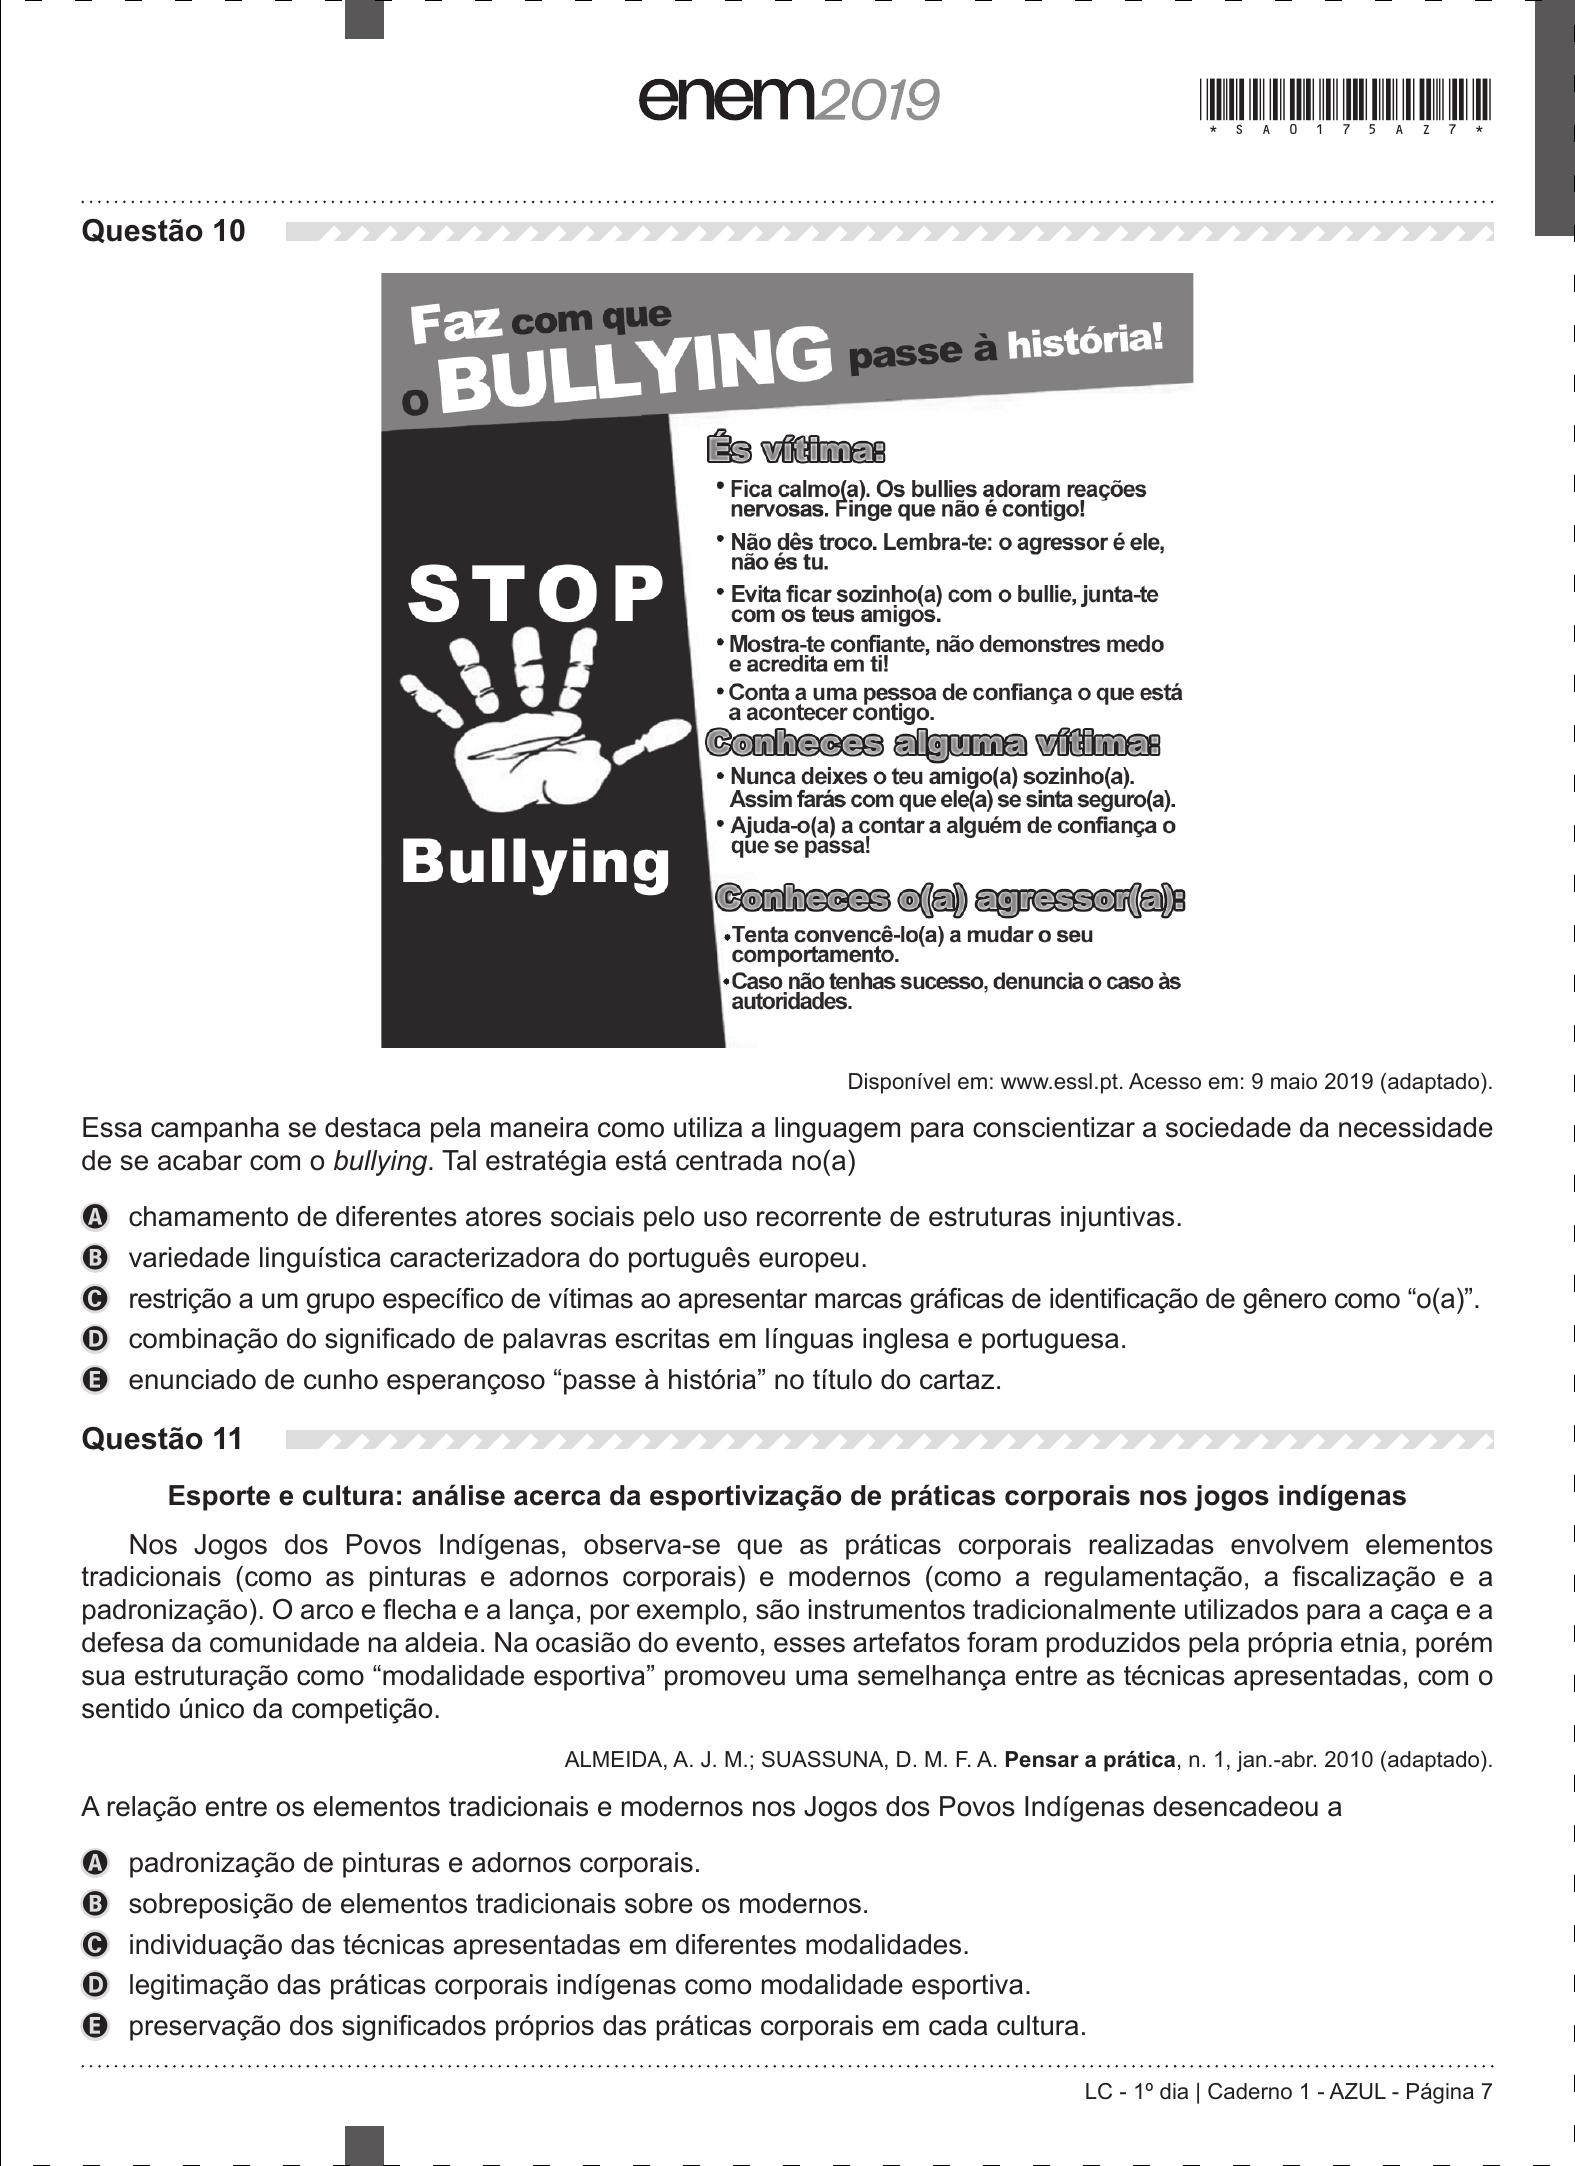 enem2019
*SA0175AZ7*
Questão 10
Faz com que
o BULLYING passe à história!
STOP
Bullying
És vítima:
• Fica calmo(a). Os bullies adoram reações
nervosas. Finge que não é contigo!
• Não dês troco. Lembra-te: o agressor é ele,
não és tu.
• Evita ficar sozinho(a) com o bullie, junta-te
com os teus amigos.
• Mostra-te confiante, não demonstres medo
e acredita em ti!
• Conta a uma pessoa de confiança o que está
a acontecer contigo.
Conheces alguma vítima:
• Nunca deixes o teu amigo(a) sozinho(a).
Assim farás com que ele(a) se sinta seguro(a).
• Ajuda-o(a) a contar a alguém de confiança o
que se passa!
Conheces o(a) agressor(a):
• Tenta convencê-lo(a) a mudar o seu
comportamento.
• Caso não tenhas sucesso, denuncia o caso às
autoridades.
Disponível em: www.essl.pt. Acesso em: 9 maio 2019 (adaptado).
Essa campanha se destaca pela maneira como utiliza a linguagem para conscientizar a sociedade da necessidade
de se acabar com o bullying. Tal estratégia está centrada no(a)
A chamamento de diferentes atores sociais pelo uso recorrente de estruturas injuntivas.
B variedade linguística caracterizadora do português europeu.
C restrição a um grupo específico de vítimas ao apresentar marcas gráficas de identificação de gênero como “o(a)”.
D combinação do significado de palavras escritas em línguas inglesa e portuguesa.
E enunciado de cunho esperançoso “passe à história” no título do cartaz.
Questão 11
Esporte e cultura: análise acerca da esportivização de práticas corporais nos jogos indígenas
Nos Jogos dos Povos Indígenas, observa-se que as práticas corporais realizadas envolvem elementos
tradicionais (como as pinturas e adornos corporais) e modernos (como a regulamentação, a fiscalização e a
padronização). O arco e flecha e a lança, por exemplo, são instrumentos tradicionalmente utilizados para a caça e a
defesa da comunidade na aldeia. Na ocasião do evento, esses artefatos foram produzidos pela própria etnia, porém
sua estruturação como “modalidade esportiva” promoveu uma semelhança entre as técnicas apresentadas, com o
sentido único da competição.
ALMEIDA, A. J. M.; SUASSUNA, D. M. F. A. Pensar a prática, n. 1, jan.-abr. 2010 (adaptado).
A relação entre os elementos tradicionais e modernos nos Jogos dos Povos Indígenas desencadeou a
A padronização de pinturas e adornos corporais.
B sobreposição de elementos tradicionais sobre os modernos.
C individuação das técnicas apresentadas em diferentes modalidades.
D legitimação das práticas corporais indígenas como modalidade esportiva.
E preservação dos significados próprios das práticas corporais em cada cultura.
LC - 1º dia | Caderno 1 - AZUL - Página 7